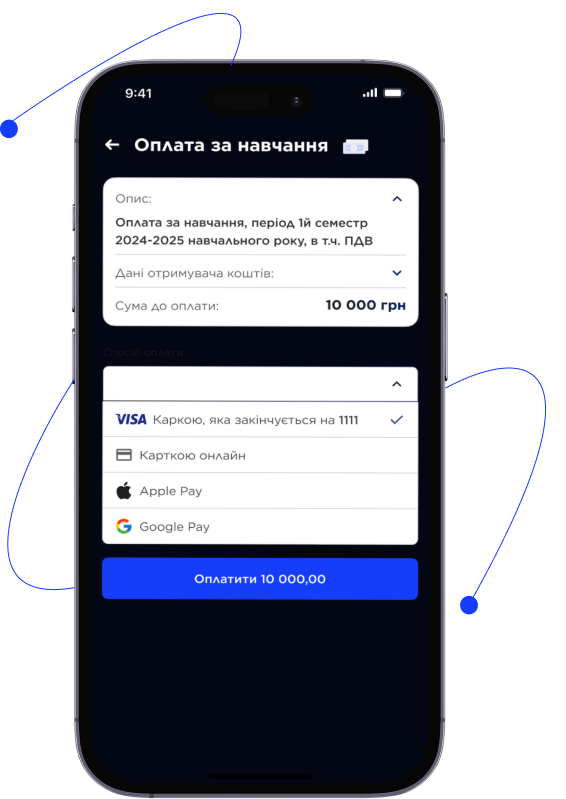 9:41
Оплата за навчання
Опис:
Оплата за навчання, період 1й семестр
2024-2025 навчального року, в т.ч. ПДВ
Дані отримувача коштів:
Сума до оплати: 10 000 грн
Спосіб оплати:
VISA Каркою, яка закінчується на 1111
Карткою онлайн
Apple Pay
Google Pay
Оплатити 10 000,00